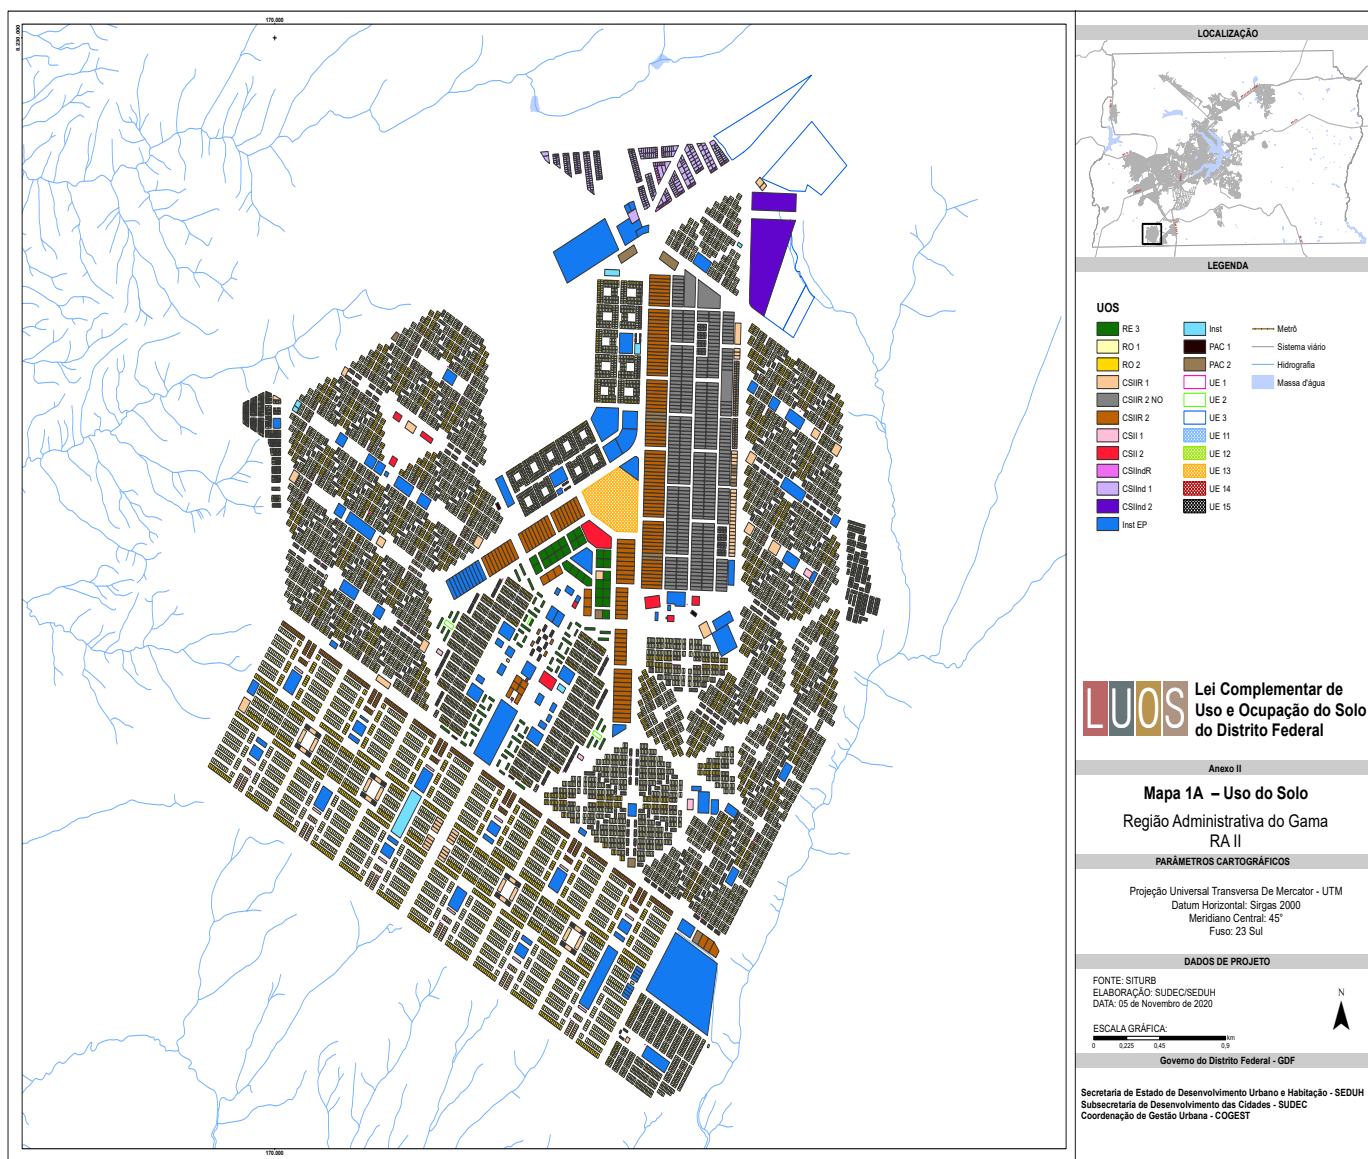 170,000
8.230,000
LOCALIZAÇÃO
LEGENDA
UOS
RE 3
RO 1
RO 2
CSIIR 1
CSIIR 2 NO
CSIIR 2
CSII 1
CSII 2
CSIIndR
CSIInd 1
CSIInd 2
Inst EP
Inst
PAC 1
PAC 2
UE 1
UE 2
UE 3
UE 11
UE 12
UE 13
UE 14
UE 15
Metrô
Sistema viário
Hidrografia
Massa d'água
LUOS
Lei Complementar de
Uso e Ocupação do Solo
do Distrito Federal
Anexo II
Mapa 1A – Uso do Solo
Região Administrativa do Gama
RA II
PARÂMETROS CARTOGRÁFICOS
Projeção Universal Transversa De Mercator - UTM
Datum Horizontal: Sirgas 2000
Meridiano Central: 45°
Fuso: 23 Sul
DADOS DE PROJETO
FONTE: SITURB
ELABORAÇÃO: SUDEC/SEDUH
DATA: 05 de Novembro de 2020
N
ESCALA GRÁFICA:
km
0 0,225 0,45 0,9
Governo do Distrito Federal - GDF
Secretaria de Estado de Desenvolvimento Urbano e Habitação - SEDUH
Subsecretaria de Desenvolvimento das Cidades - SUDEC
Coordenação de Gestão Urbana - COGEST
170.000